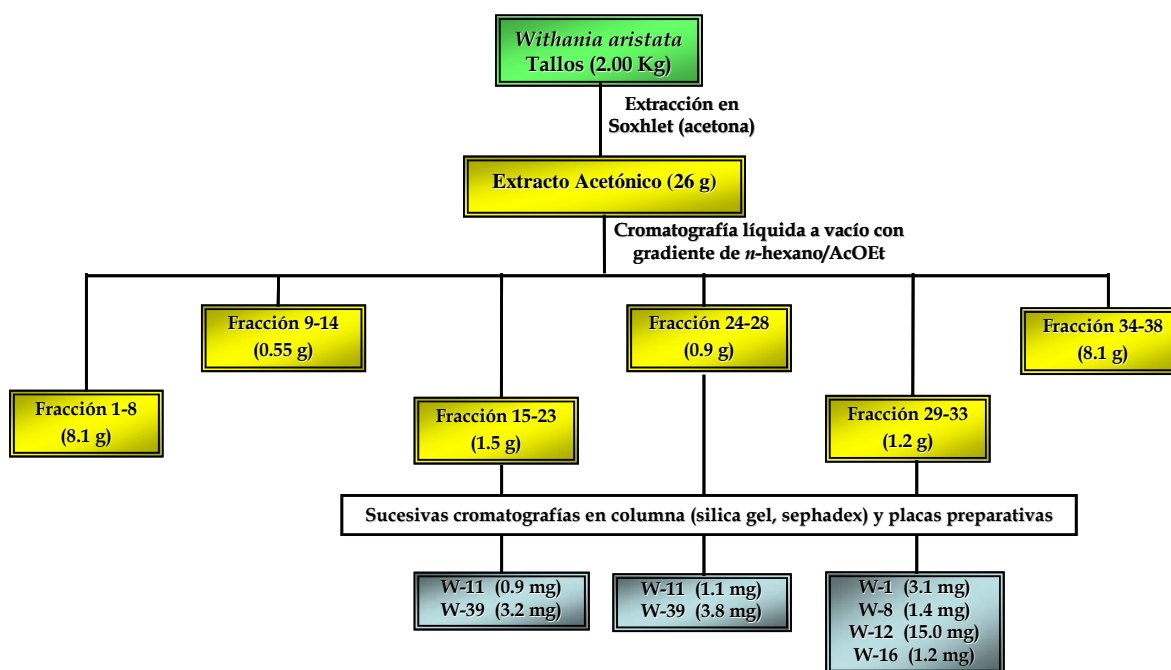 Withania aristata
Tallos (2.00 Kg)
Extracción en
Soxhlet (acetona)
Extracto Acetónico (26 g)
Cromatografía líquida a vacío con
gradiente de n-hexano/AcOEt
Fracción 9-14
(0.55 g)
Fracción 24-28
(0.9 g)
Fracción 34-38
(8.1 g)
Fracción 1-8
(8.1 g)
Fracción 15-23
(1.5 g)
Fracción 29-33
(1.2 g)
Sucesivas cromatografías en columna (silica gel, sephadex) y placas preparativas
W-11 (0.9 mg)
W-39 (3.2 mg)
W-11 (1.1 mg)
W-39 (3.8 mg)
W-1 (3.1 mg)
W-8 (1.4 mg)
W-12 (15.0 mg)
W-16 (1.2 mg)